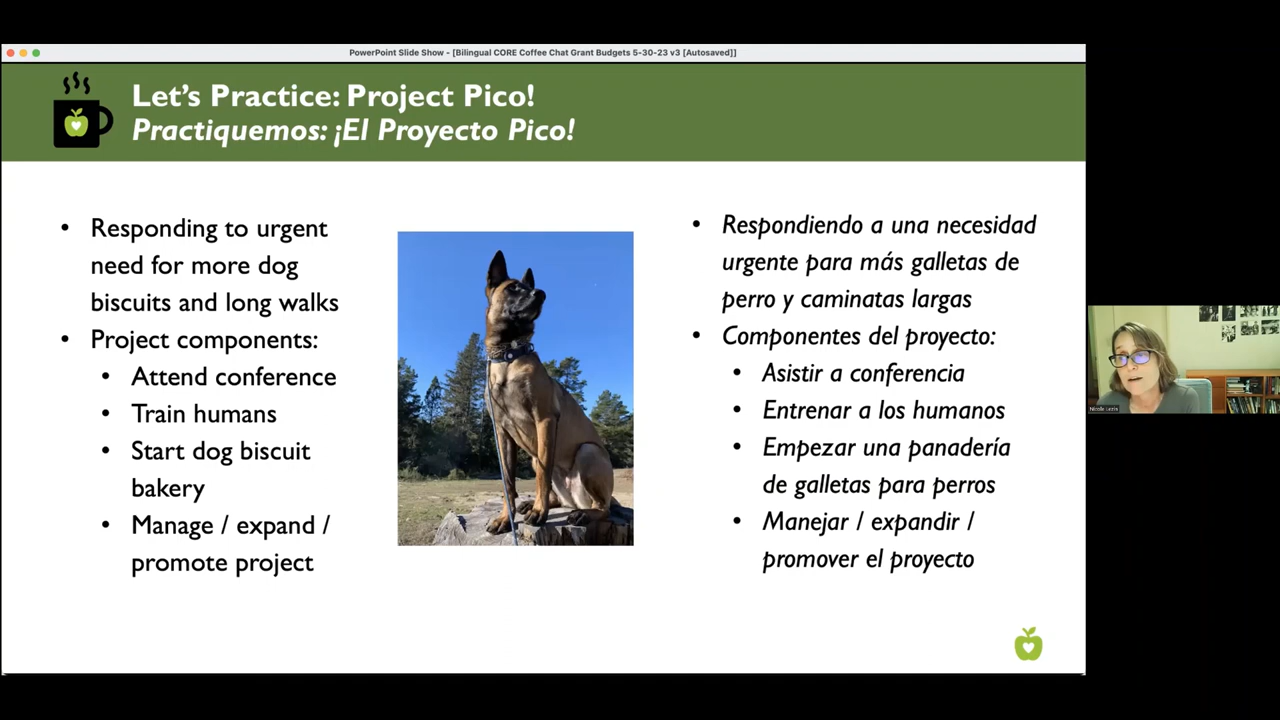 PowerPoint Slide Show - [Bilingual CORE Coffee Chat Grant Budgets 5-30-23 v3 [Autosaved]]
Let's Practice: Project Pico!
Practiquemos: ¡El Proyecto Pico!
• Responding to urgent
need for more dog
biscuits and long walks
• Project components:
• Attend conference
• Train humans
• Start dog biscuit
bakery
• Manage / expand /
promote project
• Respondiendo a una necesidad
urgente para más galletas de
perro y caminatas largas
• Componentes del proyecto:
• Asistir a conferencia
• Entrenar a los humanos
• Empezar una panadería
de galletas para perros
• Manejar / expandir /
promover el proyecto
Nicole Lezin